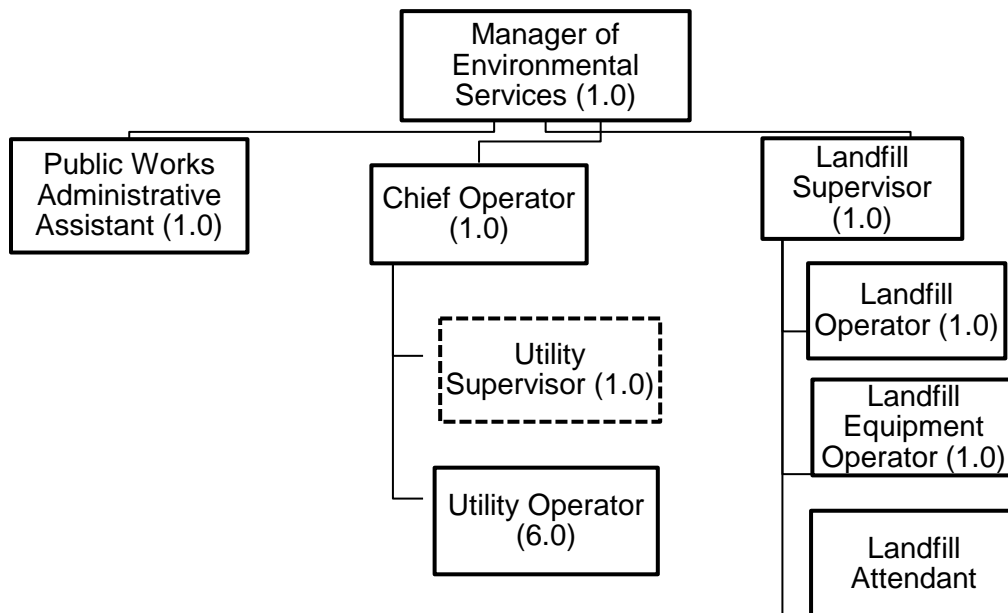 Manager of
Environmental
Services (1.0)
Public Works
Administrative
Assistant (1.0)
Chief Operator
(1.0)
Landfill
Supervisor
(1.0)
Utility
Supervisor (1.0)
Utility Operator
(6.0)
Landfill
Operator (1.0)
Landfill
Equipment
Operator (1.0)
Landfill
Attendant